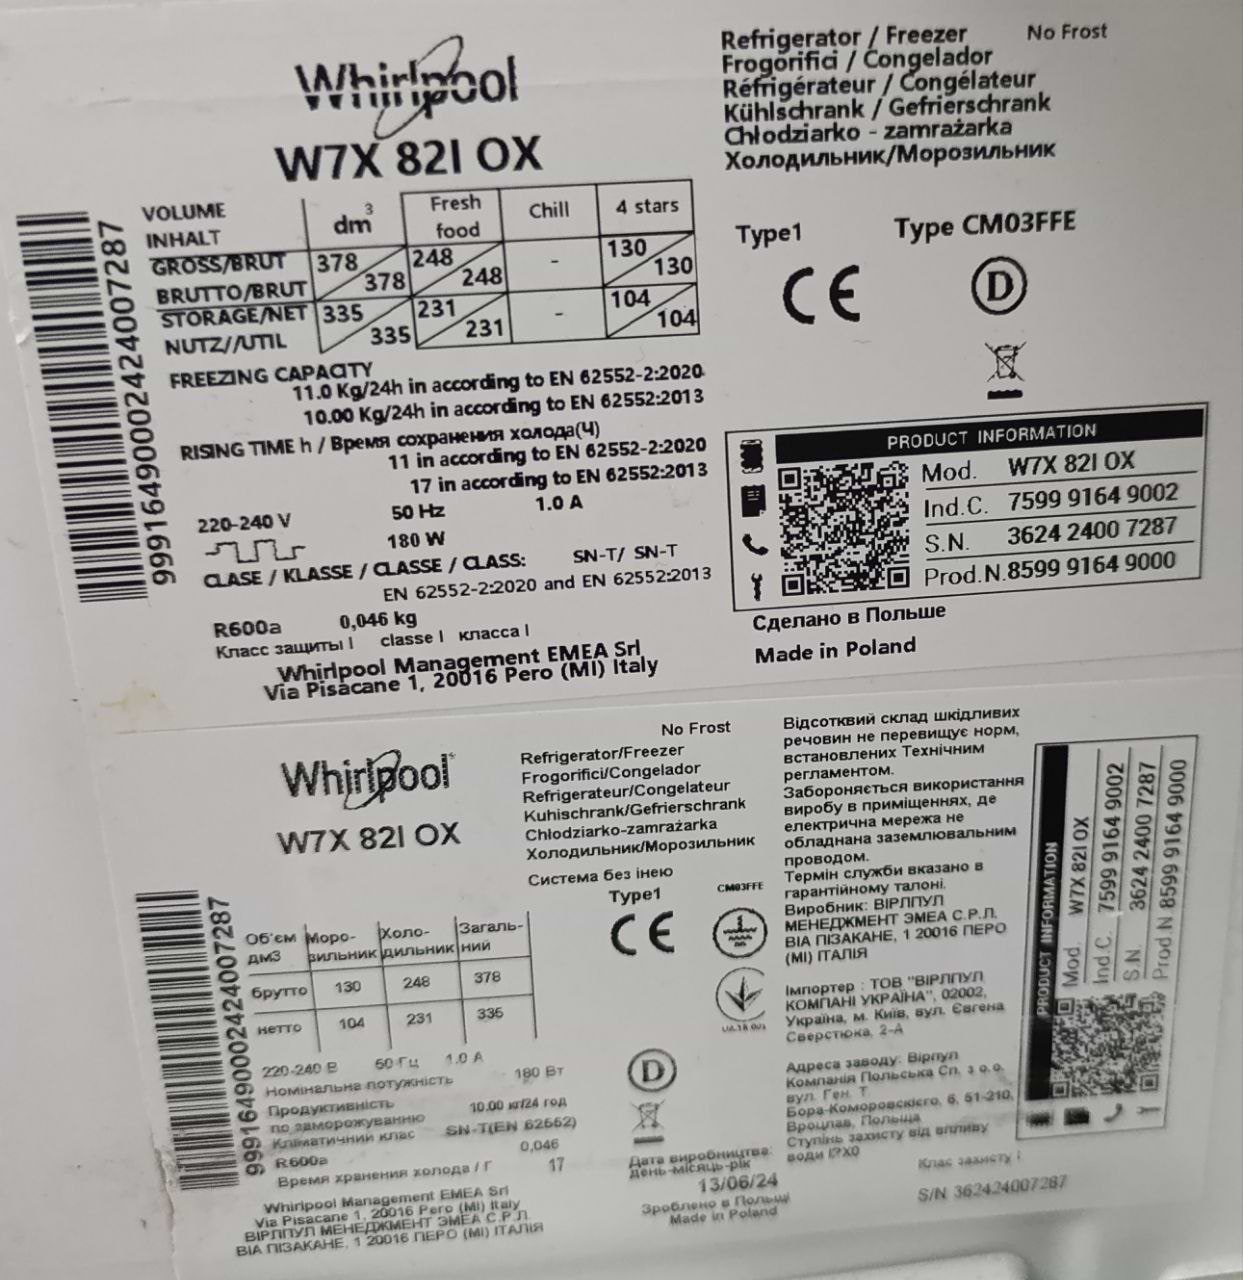 Whirlpool
W7X 82I OX
Refrigerator / Freezer No Frost
Frogorifici / Congelador
Réfrigérateur / Congélateur
Kühlschrank / Gefrierschrank
Chłodziarko - zamrażarka
Холодильник/Морозильник
Type1 Type CM03FFE
CE D
VOLUME
INHALT
dm3 Fresh food Chill 4 stars
GROSS/BRUT
BRUTTO/BRUT
378 378 248 248 - 130 130
STORAGE/NET
NUTZ//UTIL
335 335 231 231 - 104 104
FREEZING CAPACITY
11.0 Kg/24h in according to EN 62552-2:2020
10.00 Kg/24h in according to EN 62552:2013
RISING TIME h / Время сохранения холода(Ч)
11 in according to EN 62552-2:2020
17 in according to EN 62552:2013
220-240 V 50 Hz 1.0 A
180 W
CLASE / KLASSE / CLASSE / CLASS: SN-T/ SN-T
EN 62552-2:2020 and EN 62552:2013
R600a 0,046 kg
Класс защиты I classe I класса I
Whirlpool Management EMEA Srl
Via Pisacane 1, 20016 Pero (MI) Italy
999164900024240072​87
PRODUCT INFORMATION
Mod. W7X 82I OX
Ind.C. 7599 9164 9002
S.N. 3624 2400 7287
Prod.N. 8599 9164 9000
Сделано в Польше
Made in Poland
Whirlpool
W7X 82I OX
No Frost
Refrigerator/Freezer
Frogorifici/Congelador
Refrigerateur/Congelateur
Kuhischrank/Gefrierschrank
Chłodziarko-zamrażarka
Холодильник/Морозильник
Система без інею
Type1 CM03FFE
CE
D
Об'єм дм3 Моро-зильник Холо-дильник Загаль-ний
брутто 130 248 378
нетто 104 231 335
220-240 В 50 Гц 1.0 А
Номінальна потужність 180 Вт
Продуктивність
по заморожуванню 10.00 кг/24 год
Кліматичний клас SN-T(EN 62552)
R600a 0,046
Время хранения холода / Г 17
Whirlpool Management EMEA Srl
Via Pisacane 1, 20016 Pero (MI) Italy
ВІРЛПУЛ МЕНЕДЖМЕНТ ЭМЕА С.Р.Л.
ВІА ПІЗАКАНЕ, 1 20016 ПЕРО (МІ) ІТАЛІЯ
99916490002424007287
Дата виробництва:
день-місяць-рік
13/06/24
Зроблено в Польщі
Made in Poland
Відсотквий склад шкідливих
речовин не перевищує норм,
встановлених Технічним
регламентом.
Забороняється використання
виробу в приміщеннях, де
електрична мережа не
обладнана заземлювальним
проводом.
Термін служби вказано в
гарантійному талоні.
Виробник: ВІРЛПУЛ
МЕНЕДЖМЕНТ ЭМЕА С.Р.Л.
ВІА ПІЗАКАНЕ, 1 20016 ПЕРО
(МІ) ІТАЛІЯ
Імпортер : ТОВ "ВІРЛПУЛ
КОМПАНІ УКРАЇНА", 02002,
Україна, м. Київ, вул. Євгена
Сверстюка, 2-А
Адреса заводу: Вірпул
Компанія Польська Сп. з о.о.
вул. Ген. Т.
Бора-Коморовскієго, 6, 51-210,
Вроцлав, Польща
Ступінь захисту від впливу
води IPX0
Клас захисту I
S/N 362424007287
PRODUCT INFORMATION
Mod. W7X 82I OX
Ind.C. 7599 9164 9002
S.N 3624 2400 7287
Prod.N 8599 9164 9000